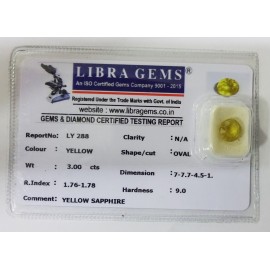 LIBRA GEMS®
An ISO Certified Gems Company 9001 - 2015
Registered Under the Trade Marks with Govt. of India
website : www.libragems.co.in
GEMS & DIAMOND CERTIFIED TESTING REPORT
ReportNo: LY 288 Clarity : N/A
Colour : YELLOW Shape/cut : OVAL
Wt : 3.00 cts Dimension : 7-7.7-4.5-1.
R.Index : 1.76-1.78 Hardness : 9.0
Comment : YELLOW SAPPHIRE